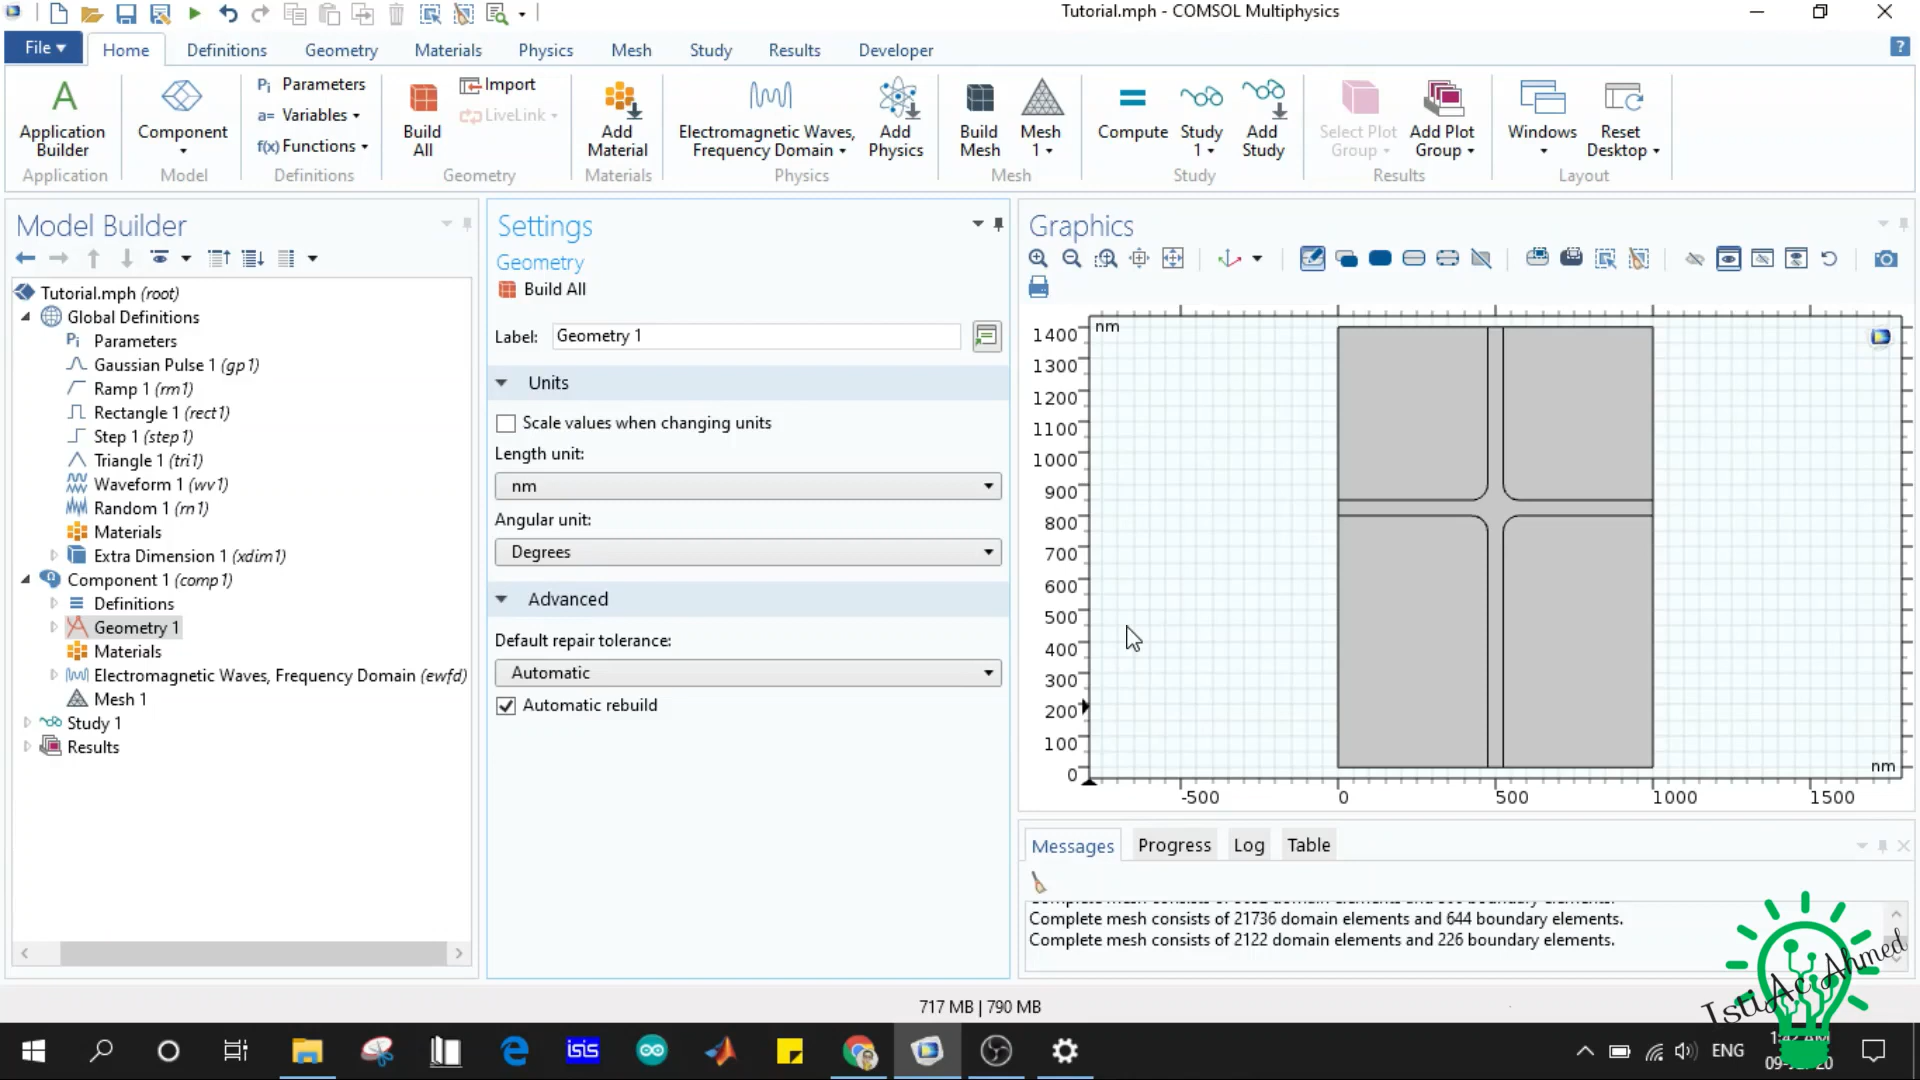 Tutorial.mph - COMSOL Multiphysics
File Home Definitions Geometry Materials Physics Mesh Study Results Developer
Application Builder
Application
Component
Model
Pi Parameters
a= Variables
f(x) Functions
Definitions
Build All
Import
LiveLink
Geometry
Add Material
Materials
Electromagnetic Waves, Frequency Domain
Add Physics
Physics
Build Mesh
Mesh 1
Mesh
Compute
Study 1
Add Study
Study
Select Plot Group
Add Plot Group
Results
Windows
Reset Desktop
Layout
Model Builder
Tutorial.mph (root)
Global Definitions
Pi Parameters
Gaussian Pulse 1 (gp1)
Ramp 1 (rm1)
Rectangle 1 (rect1)
Step 1 (step1)
Triangle 1 (tri1)
Waveform 1 (wv1)
Random 1 (rn1)
Materials
Extra Dimension 1 (xdim1)
Component 1 (comp1)
Definitions
Geometry 1
Materials
Electromagnetic Waves, Frequency Domain (ewfd)
Mesh 1
Study 1
Results
Settings
Geometry
Build All
Label: Geometry 1
Units
Scale values when changing units
Length unit:
nm
Angular unit:
Degrees
Advanced
Default repair tolerance:
Automatic
Automatic rebuild
Graphics
nm
1400
1300
1200
1100
1000
900
800
700
600
500
400
300
200
100
0
nm
-500 0 500 1000 1500
Messages Progress Log Table
Complete mesh consists of 21736 domain elements and 644 boundary elements.
Complete mesh consists of 2122 domain elements and 226 boundary elements.
IstiAc Ahmed
717 MB | 790 MB
isis
ENG